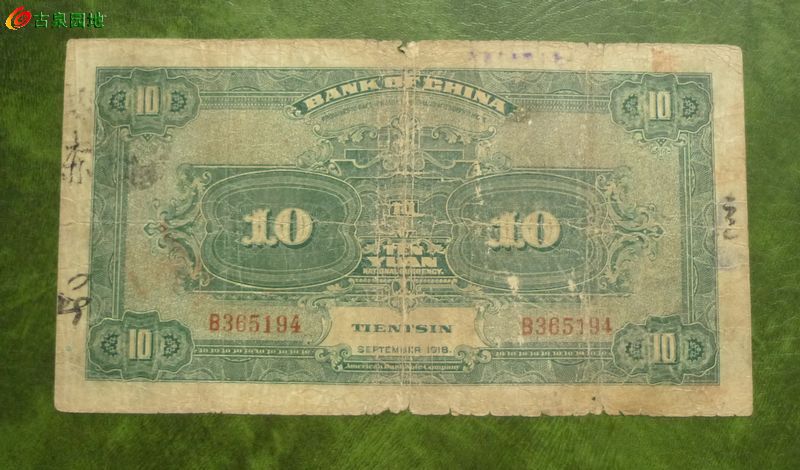 古泉园地
BANK OF CHINA
10 10
10 10
TEN
YUAN
NATIONAL CURRENCY.
B365194 B365194
TIENTSIN
SEPTEMBER 1918.
10 10
American Bank Note Company